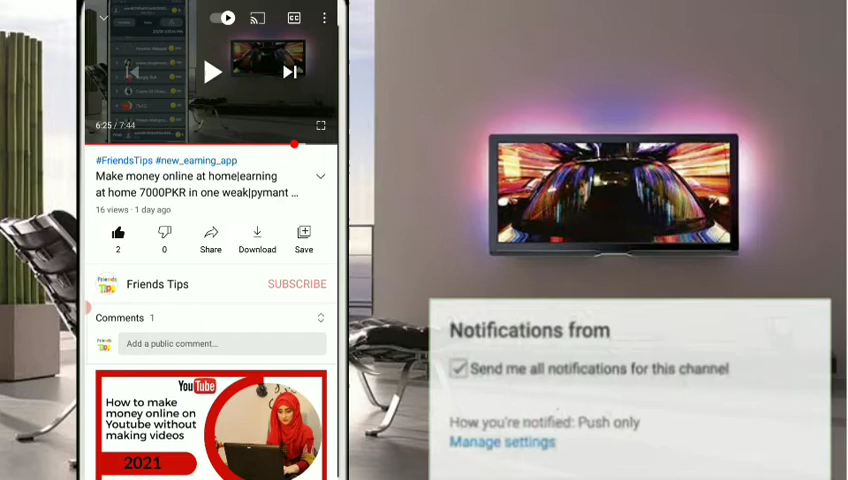 CC
6:25 / 7:44
#FriendsTips #new_earning_app
Make money online at home|earning
at home 7000PKR in one weak|pymant ...
16 views · 1 day ago
2
0
Share
Download
Save
Friends Tips
SUBSCRIBE
Comments 1
Add a public comment...
YouTube
How to make
money online on
Youtube without
making videos
2021
Notifications from
Send me all notifications for this channel
How you're notified: Push only
Manage settings